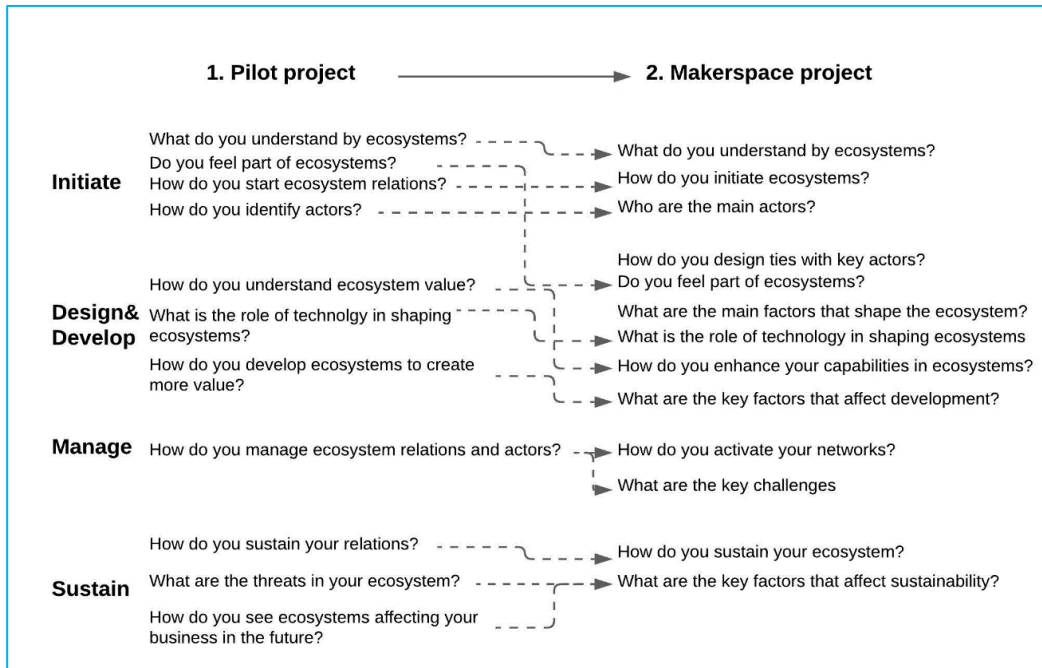 1. Pilot project
2. Makerspace project
Initiate
What do you understand by ecosystems?
Do you feel part of ecosystems?
How do you start ecosystem relations?
How do you identify actors?
What do you understand by ecosystems?
How do you initiate ecosystems?
Who are the main actors?
Design&
Develop
How do you understand ecosystem value?
What is the role of technolgy in shaping
ecosystems?
How do you develop ecosystems to create
more value?
How do you design ties with key actors?
Do you feel part of ecosystems?
What are the main factors that shape the ecosystem?
What is the role of technology in shaping ecosystems
How do you enhance your capabilities in ecosystems?
What are the key factors that affect development?
Manage
How do you manage ecosystem relations and actors?
How do you activate your networks?
What are the key challenges
Sustain
How do you sustain your relations?
What are the threats in your ecosystem?
How do you see ecosystems affecting your
business in the future?
How do you sustain your ecosystem?
What are the key factors that affect sustainability?